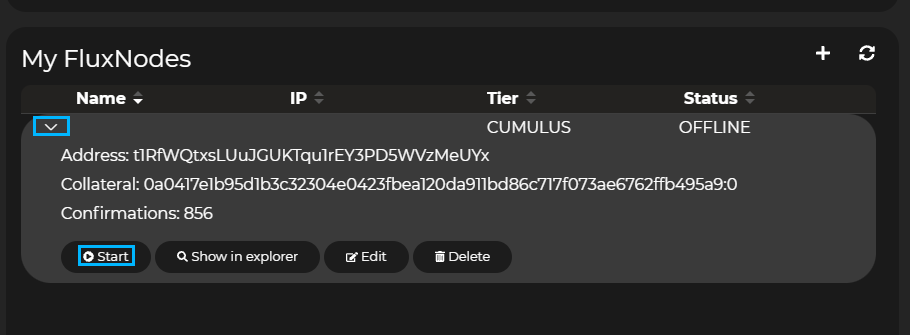 My FluxNodes
Name IP Tier Status
CUMULUS OFFLINE
Address: t1RfWQtxsLUuJGUKTqu1rEY3PD5WVzMeUYx
Collateral: 0a0417e1b95d1b3c32304e0423fbea120da911bd86c717f073ae6762ffb495a9:0
Confirmations: 856
Start Show in explorer Edit Delete